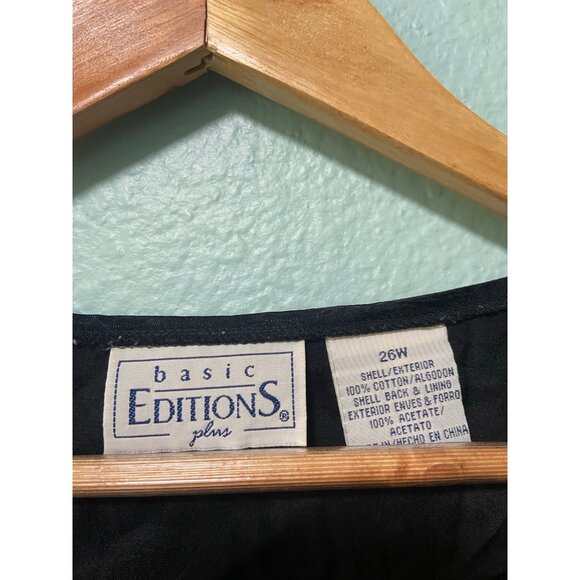 basic
EDITIONS®
plus
26W
SHELL/EXTERIOR
100% COTTON/ALGODON
SHELL BACK & LINING
EXTERIOR ENVES & FORRO
100% ACETATE/
ACETATO
IN/HECHO EN CHINA